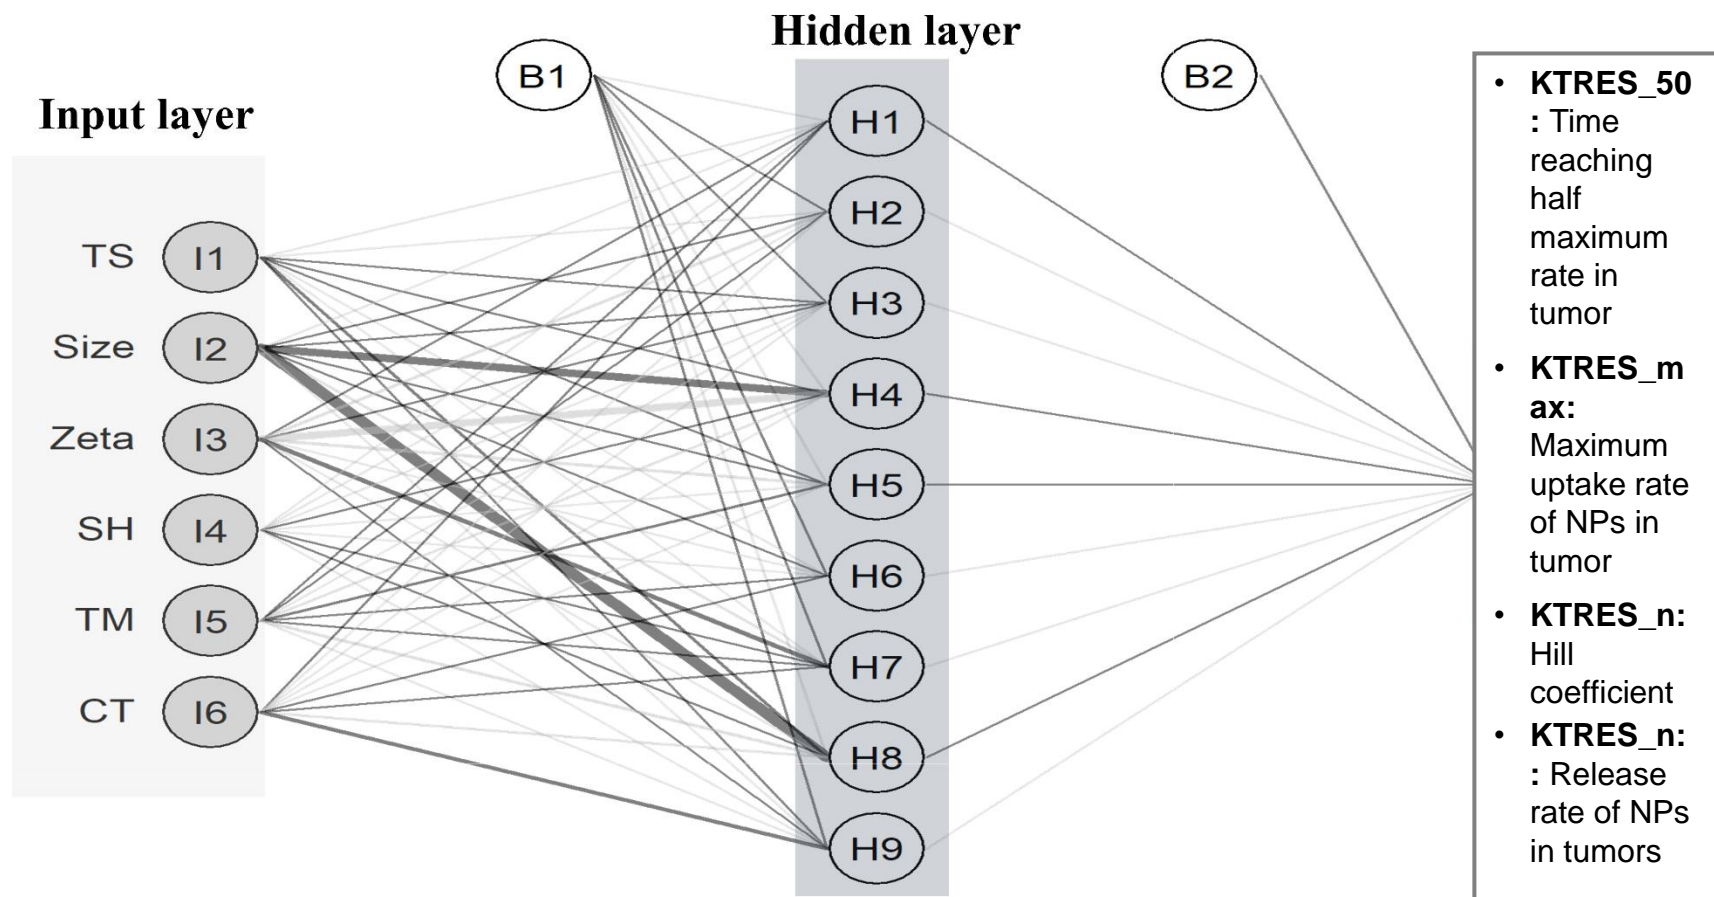 Hidden layer
Input layer
B1
B2
TS I1
Size I2
Zeta I3
SH I4
TM I5
CT I6
H1
H2
H3
H4
H5
H6
H7
H8
H9
• KTRES_50
: Time
reaching
half
maximum
rate in
tumor
• KTRES_m
ax:
Maximum
uptake rate
of NPs in
tumor
• KTRES_n:
Hill
coefficient
• KTRES_n:
: Release
rate of NPs
in tumors